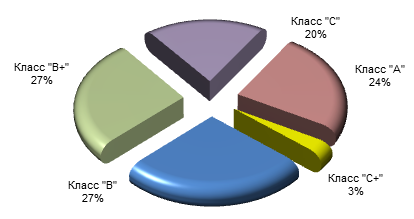 Класс "С"
20%
Класс "А"
24%
Класс "В+"
27%
Класс "С+"
3%
Класс "В"
27%